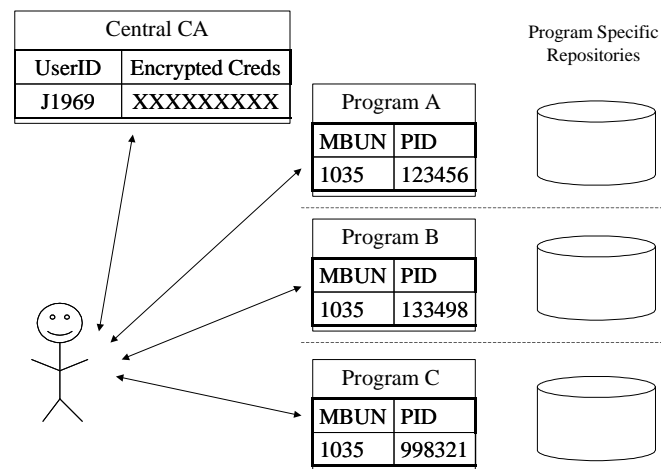 Central CA
UserID Encrypted Creds
J1969 XXXXXXXXX
Program Specific
Repositories
Program A
MBUN PID
1035 123456
Program B
MBUN PID
1035 133498
Program C
MBUN PID
1035 998321